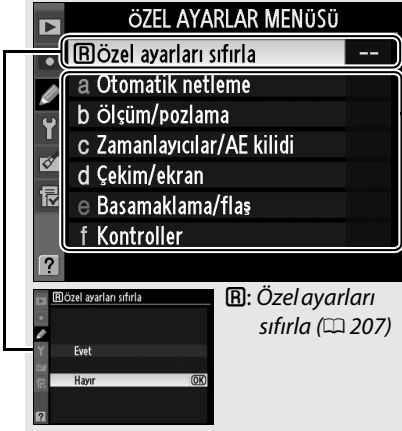 ÖZEL AYARLAR MENÜSÜ
R Özel ayarları sıfırla --
a Otomatik netleme
b Ölçüm/pozlama
c Zamanlayıcılar/AE kilidi
d Çekim/ekran
e Basamaklama/flaş
f Kontroller
?
R Özel ayarları sıfırla
Evet
Hayır OK
?
R: Özel ayarları
sıfırla (📖 207)